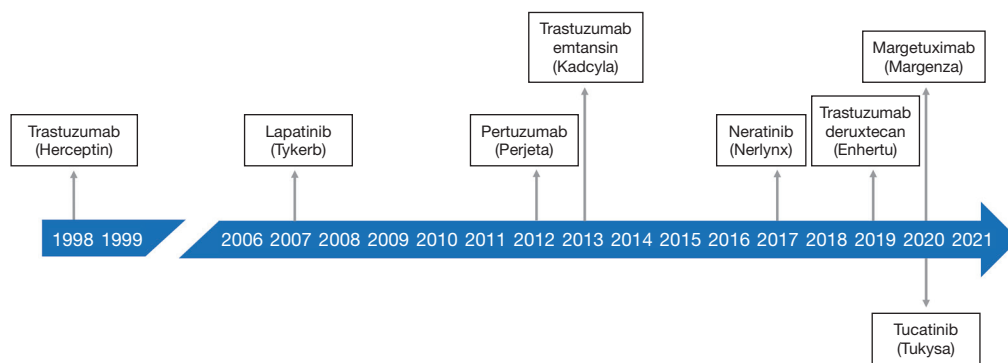 Trastuzumab
emtansin
(Kadcyla)
Margetuximab
(Margenza)
Trastuzumab
(Herceptin)
Lapatinib
(Tykerb)
Pertuzumab
(Perjeta)
Neratinib
(Nerlynx)
Trastuzumab
deruxtecan
(Enhertu)
1998 1999 2006 2007 2008 2009 2010 2011 2012 2013 2014 2015 2016 2017 2018 2019 2020 2021
Tucatinib
(Tukysa)